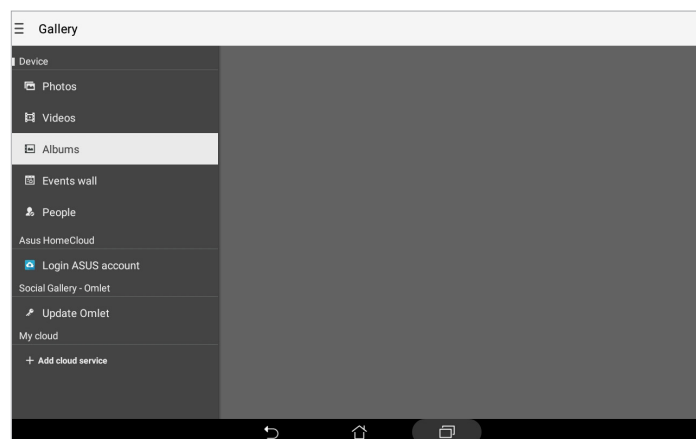 Gallery
Device
Photos
Videos
Albums
Events wall
People
Asus HomeCloud
Login ASUS account
Social Gallery - Omlet
Update Omlet
My cloud
+ Add cloud service